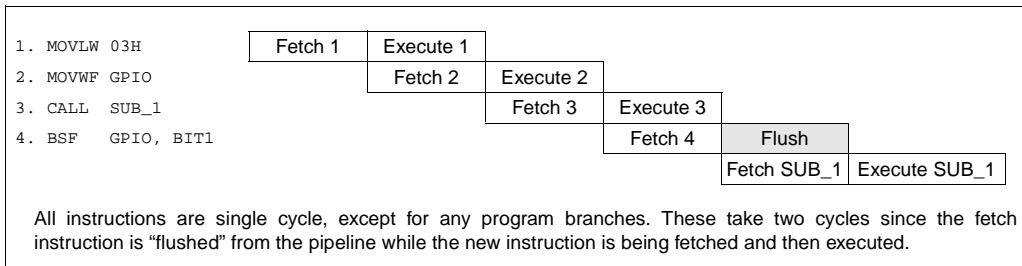 1. MOVLW 03H Fetch 1 Execute 1
2. MOVWF GPIO Fetch 2 Execute 2
3. CALL SUB_1 Fetch 3 Execute 3
4. BSF GPIO, BIT1 Fetch 4 Flush
Fetch SUB_1 Execute SUB_1
All instructions are single cycle, except for any program branches. These take two cycles since the fetch
instruction is “flushed” from the pipeline while the new instruction is being fetched and then executed.